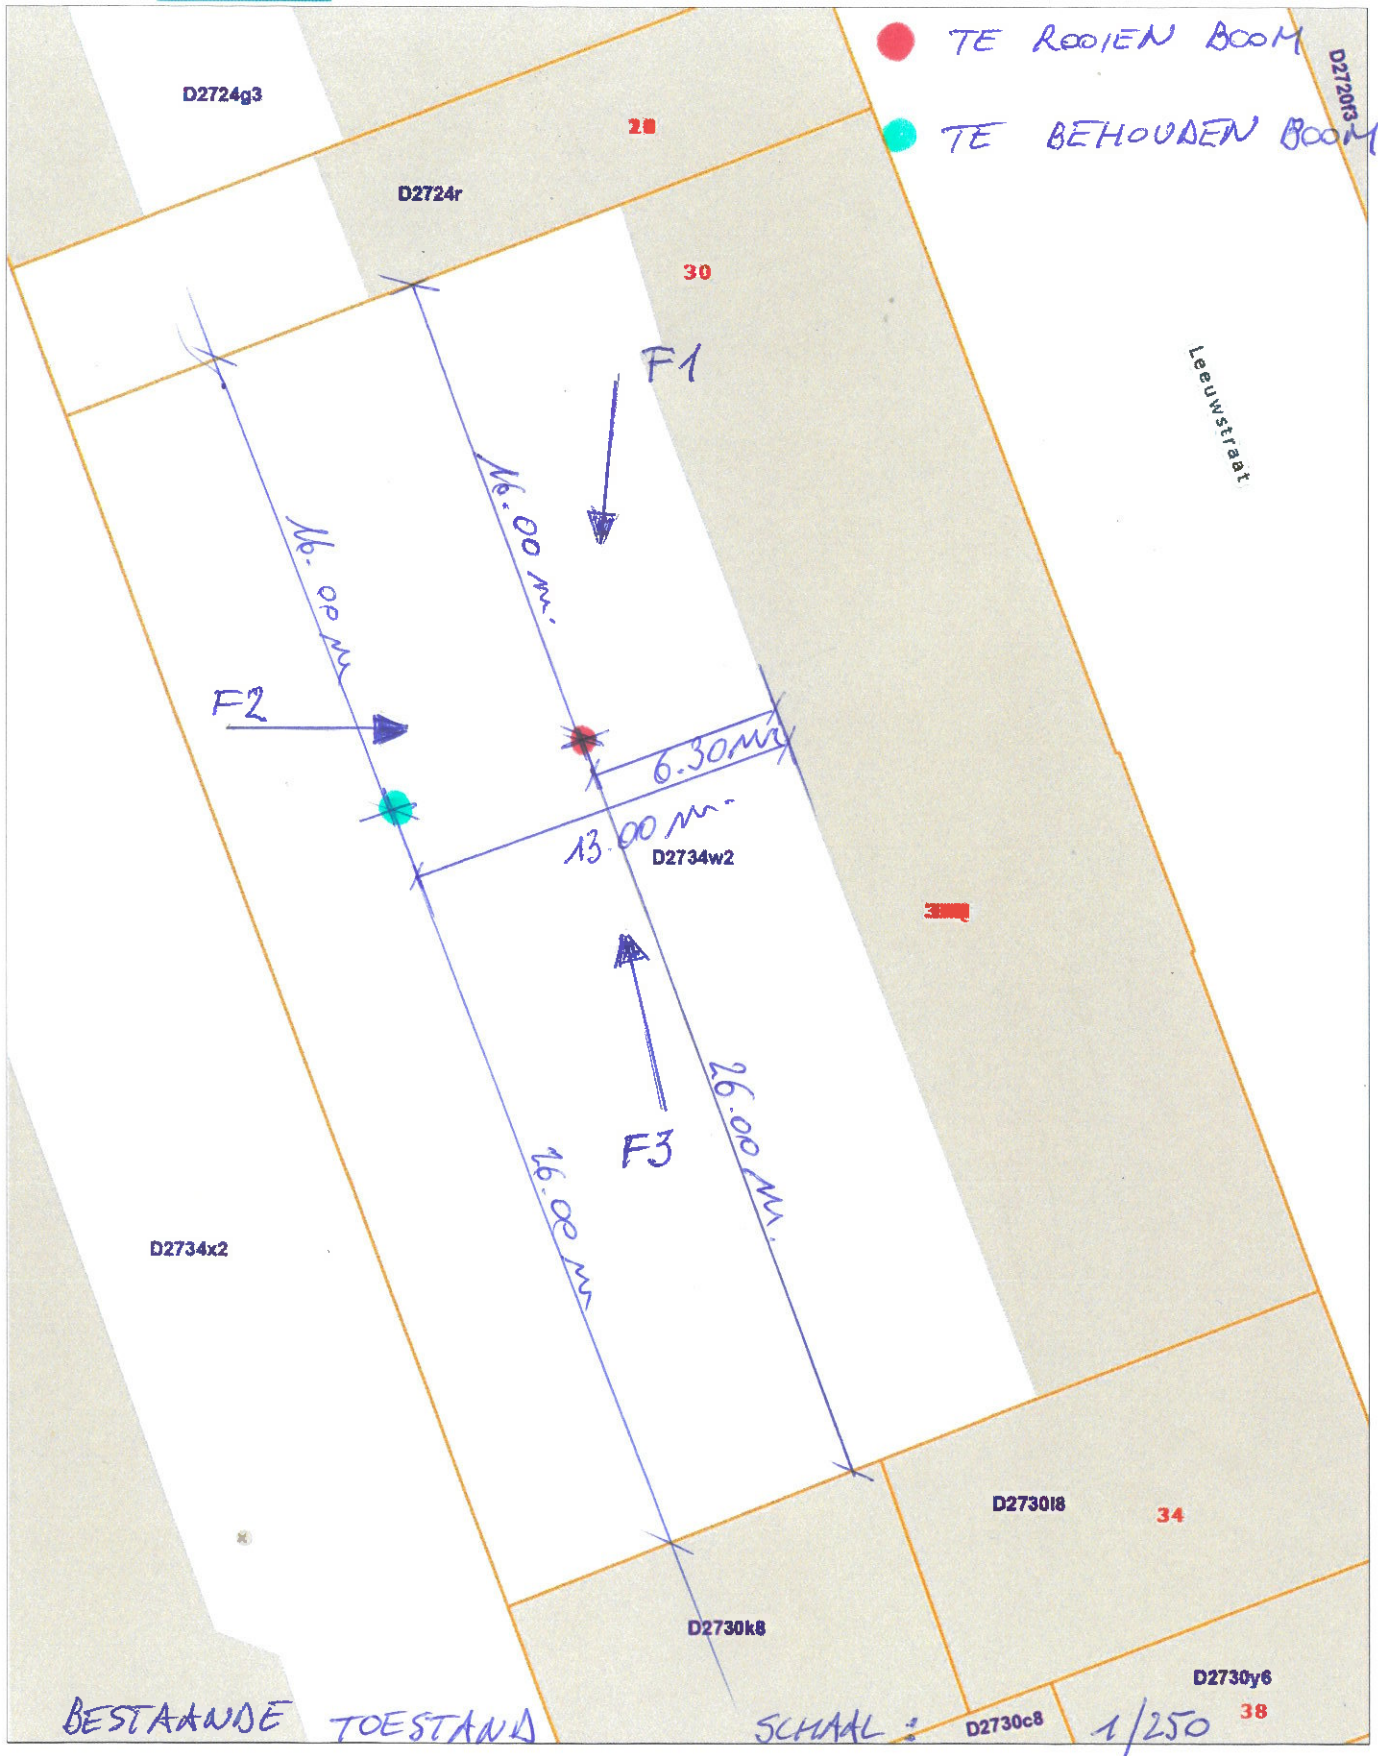 TE ROOIEN BOOM
D2720f3
D2724g3
TE BEHOUDEN BOOM
D2724r
30
F1
Leeuwstraat
16.00 m.
16.00 m
F2
6.30 m
13.00 m.
D2734w2
F3
26.00 m.
26.00 m
D2734x2
D2730l8
34
D2730k8
D2730y6
38
BESTAANDE TOESTAND SCHAAL : 1/250
D2730c8